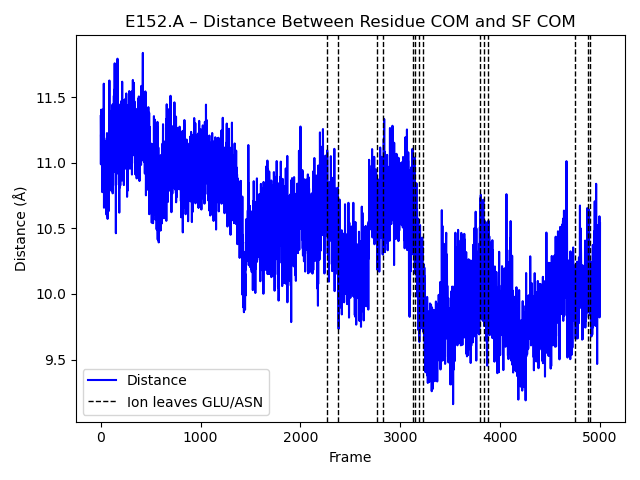 E152.A – Distance Between Residue COM and SF COM
Distance (Å)
11.5
11.0
10.5
10.0
9.5
Distance
Ion leaves GLU/ASN
0
1000
2000
3000
4000
5000
Frame